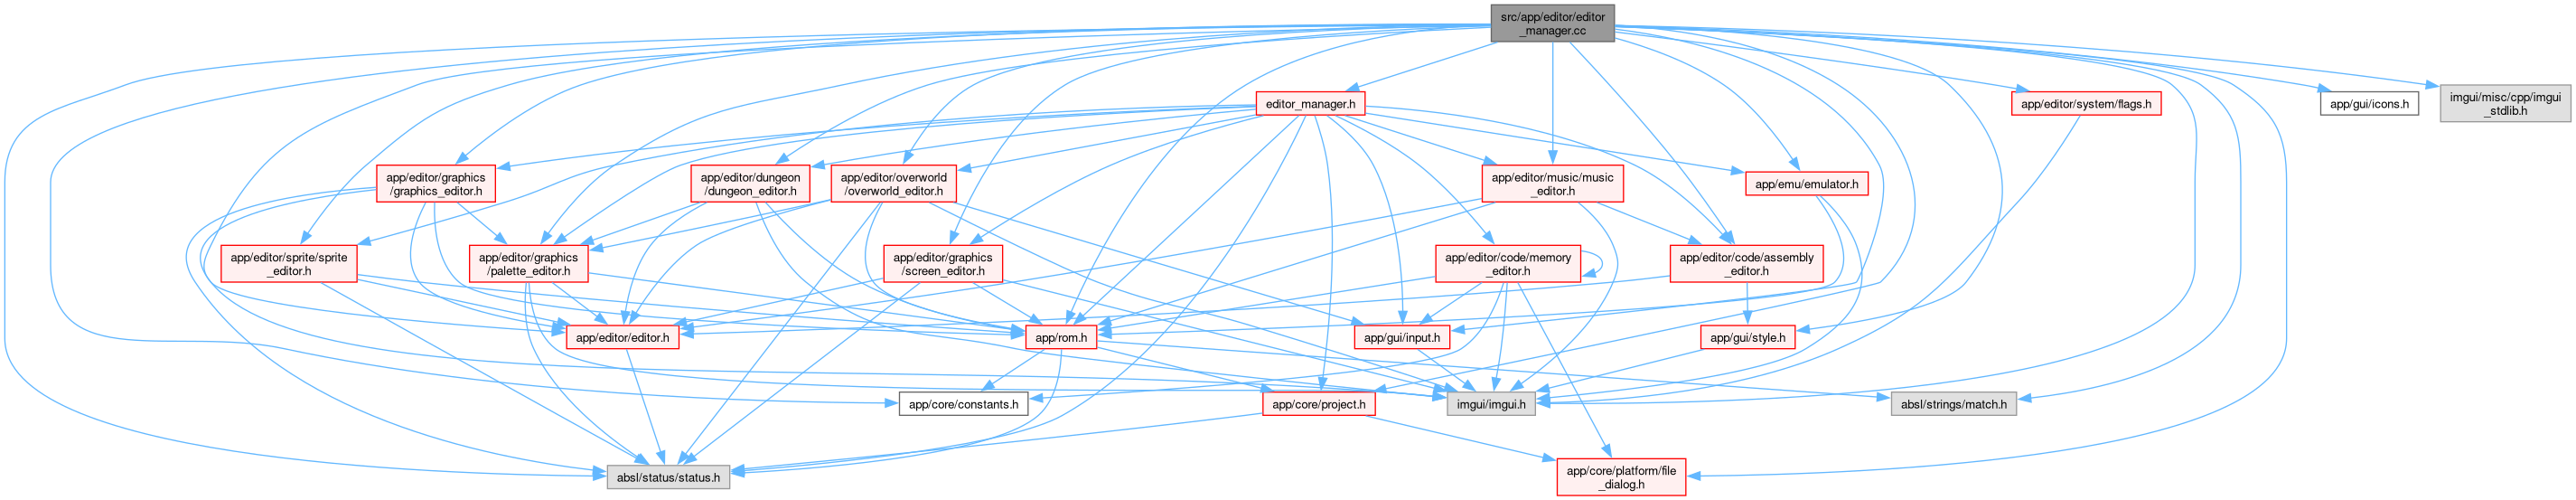 src/app/editor/editor
_manager.cc
editor_manager.h
app/editor/system/flags.h
app/gui/icons.h
imgui/misc/cpp/imgui
_stdlib.h
app/editor/graphics
/graphics_editor.h
app/editor/dungeon
/dungeon_editor.h
app/editor/overworld
/overworld_editor.h
app/editor/music/music
_editor.h
app/emu/emulator.h
app/editor/sprite/sprite
_editor.h
app/editor/graphics
/palette_editor.h
app/editor/graphics
/screen_editor.h
app/editor/code/memory
_editor.h
app/editor/code/assembly
_editor.h
app/editor/editor.h
app/rom.h
app/gui/input.h
app/gui/style.h
app/core/constants.h
app/core/project.h
imgui/imgui.h
absl/strings/match.h
absl/status/status.h
app/core/platform/file
_dialog.h